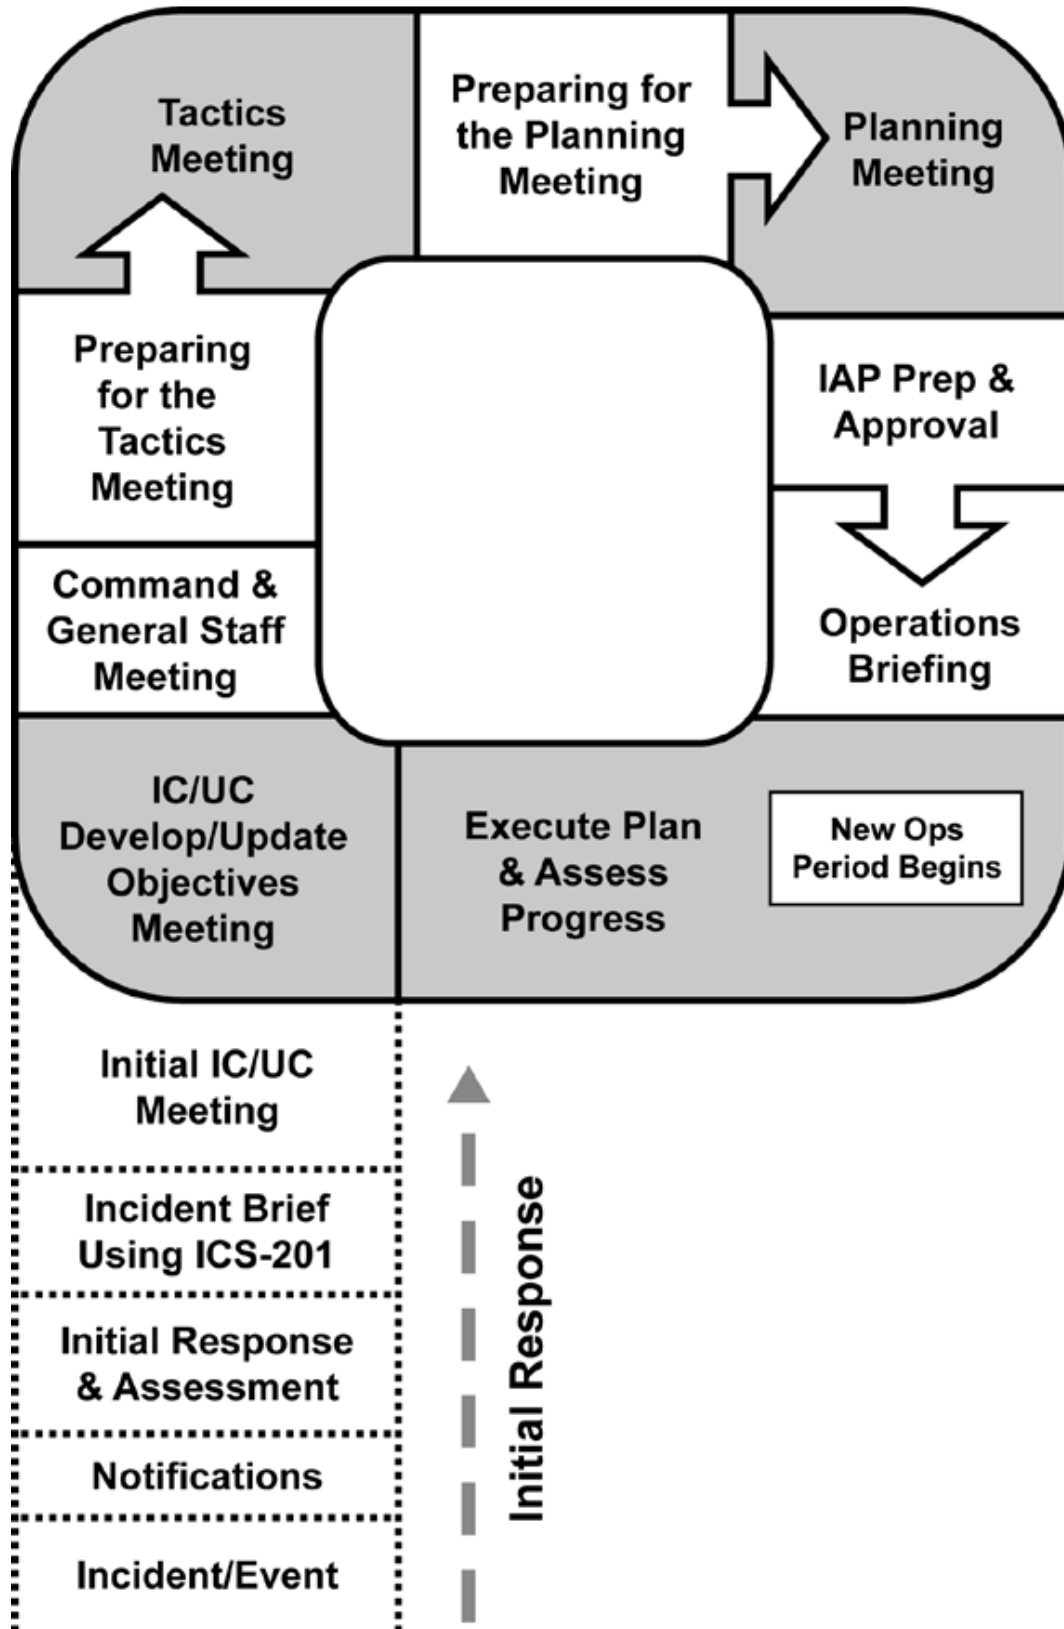 Tactics
Meeting
Preparing for
the Planning
Meeting
Planning
Meeting
Preparing
for the
Tactics
Meeting
IAP Prep &
Approval
Command &
General Staff
Meeting
Operations
Briefing
IC/UC
Develop/Update
Objectives
Meeting
Execute Plan
& Assess
Progress
New Ops
Period Begins
Initial IC/UC
Meeting
Incident Brief
Using ICS-201
Initial Response
& Assessment
Notifications
Incident/Event
Initial Response